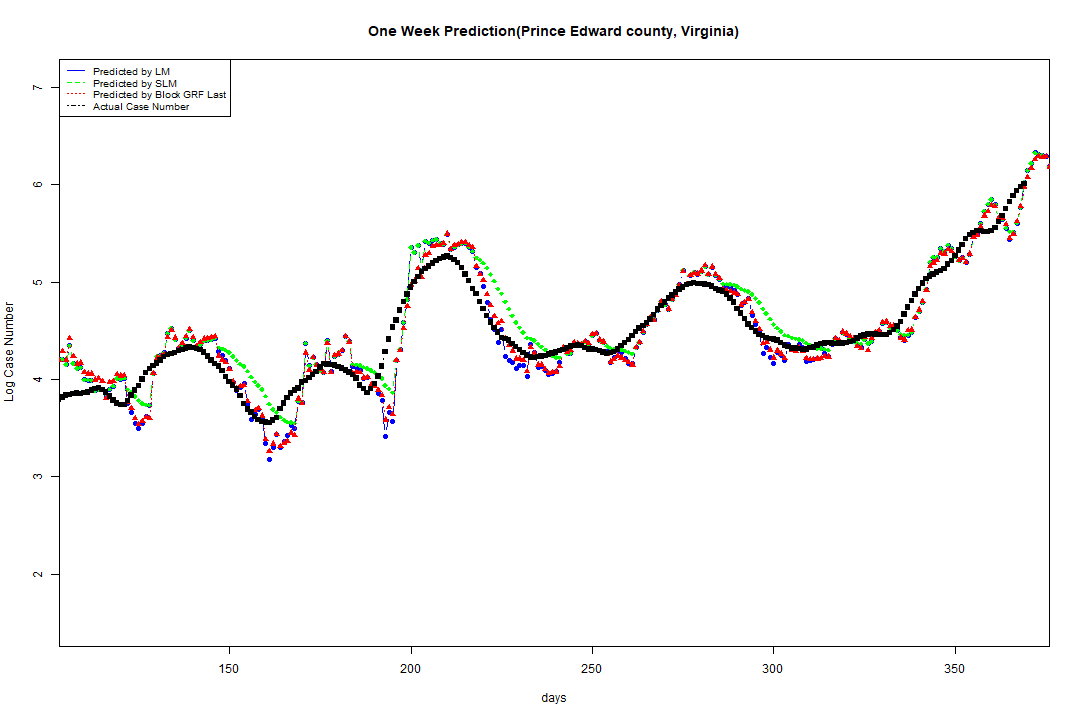 One Week Prediction(Prince Edward county, Virginia)
Predicted by LM
Predicted by SLM
Predicted by Block GRF Last
Actual Case Number
7
6
5
4
3
2
Log Case Number
150 200 250 300 350
days